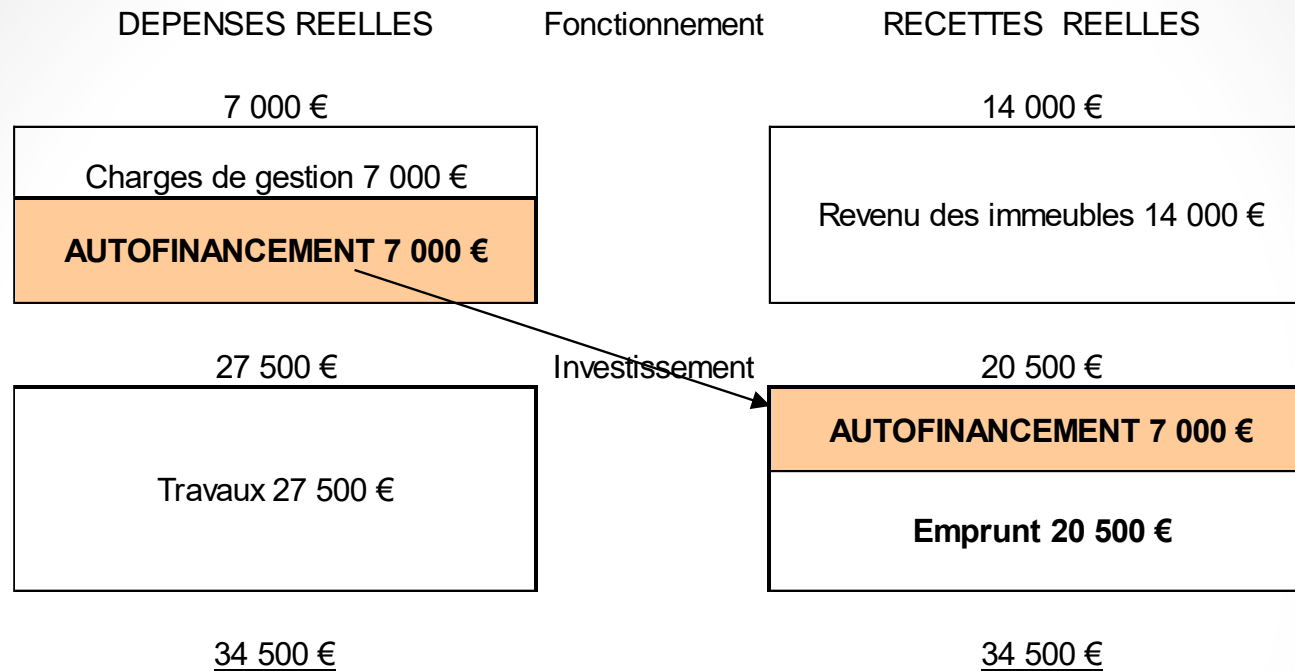 DEPENSES REELLES Fonctionnement RECETTES REELLES
7 000 € 14 000 €
Charges de gestion 7 000 €
Revenu des immeubles 14 000 €
AUTOFINANCEMENT 7 000 €
27 500 € Investissement 20 500 €
AUTOFINANCEMENT 7 000 €
Travaux 27 500 €
Emprunt 20 500 €
34 500 € 34 500 €